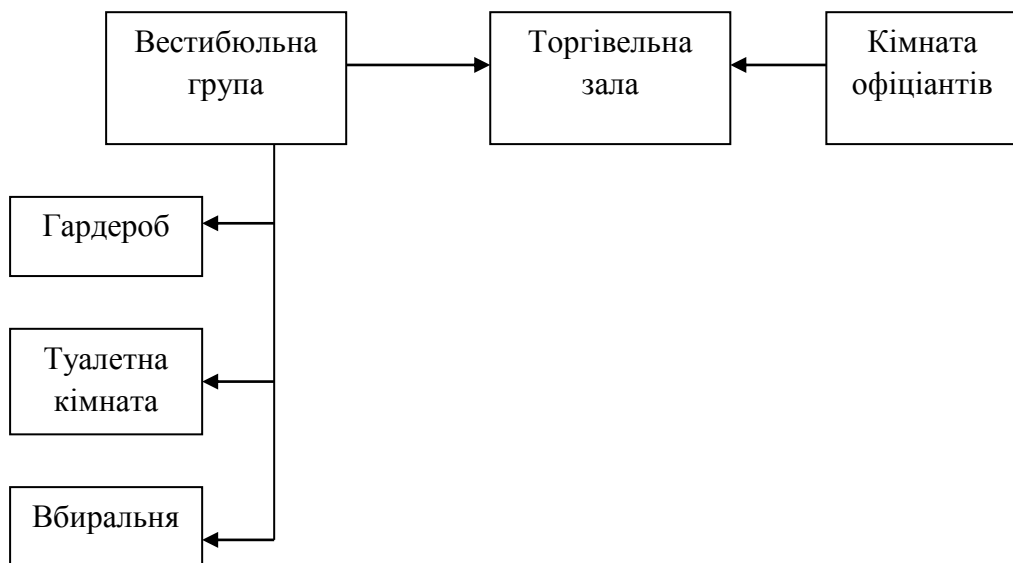 Вестибюльна
група
Торгівельна
зала
Кімната
офіціантів
Гардероб
Туалетна
кімната
Вбиральня